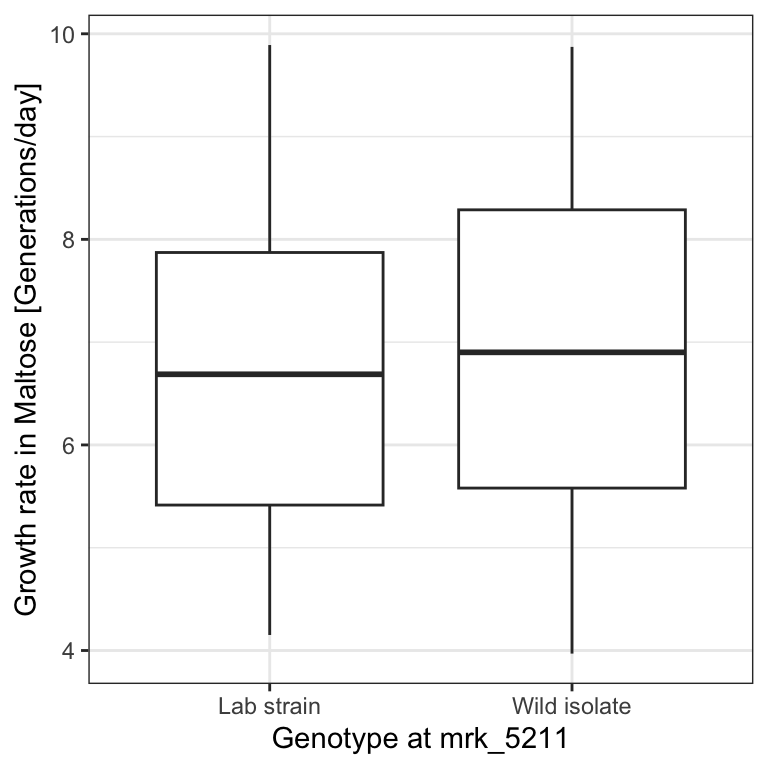 Growth rate in Maltose [Generations/day]
10
8
6
4
Lab strain
Wild isolate
Genotype at mrk_5211